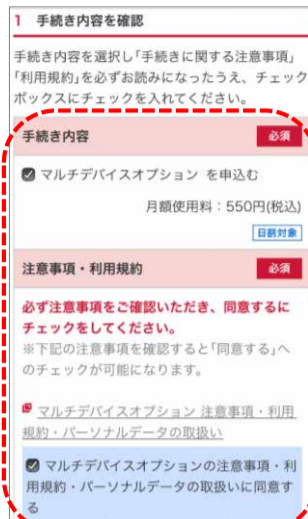 1 手続き内容を確認
手続き内容を選択し「手続きに関する注意事項」
「利用規約」を必ずお読みになったうえ、チェック
ボックスにチェックを入れてください。
手続き内容 必須
マルチデバイスオプション を申込む
月額使用料：550円(税込)
日割対象
注意事項・利用規約 必須
必ず注意事項をご確認いただき、同意するに
チェックをしてください。
※下記の注意事項を確認すると「同意する」へ
のチェックが可能になります。
マルチデバイスオプション 注意事項・利用
規約・パーソナルデータの取扱い
マルチデバイスオプションの注意事項・利
用規約・パーソナルデータの取扱いに同意す
る